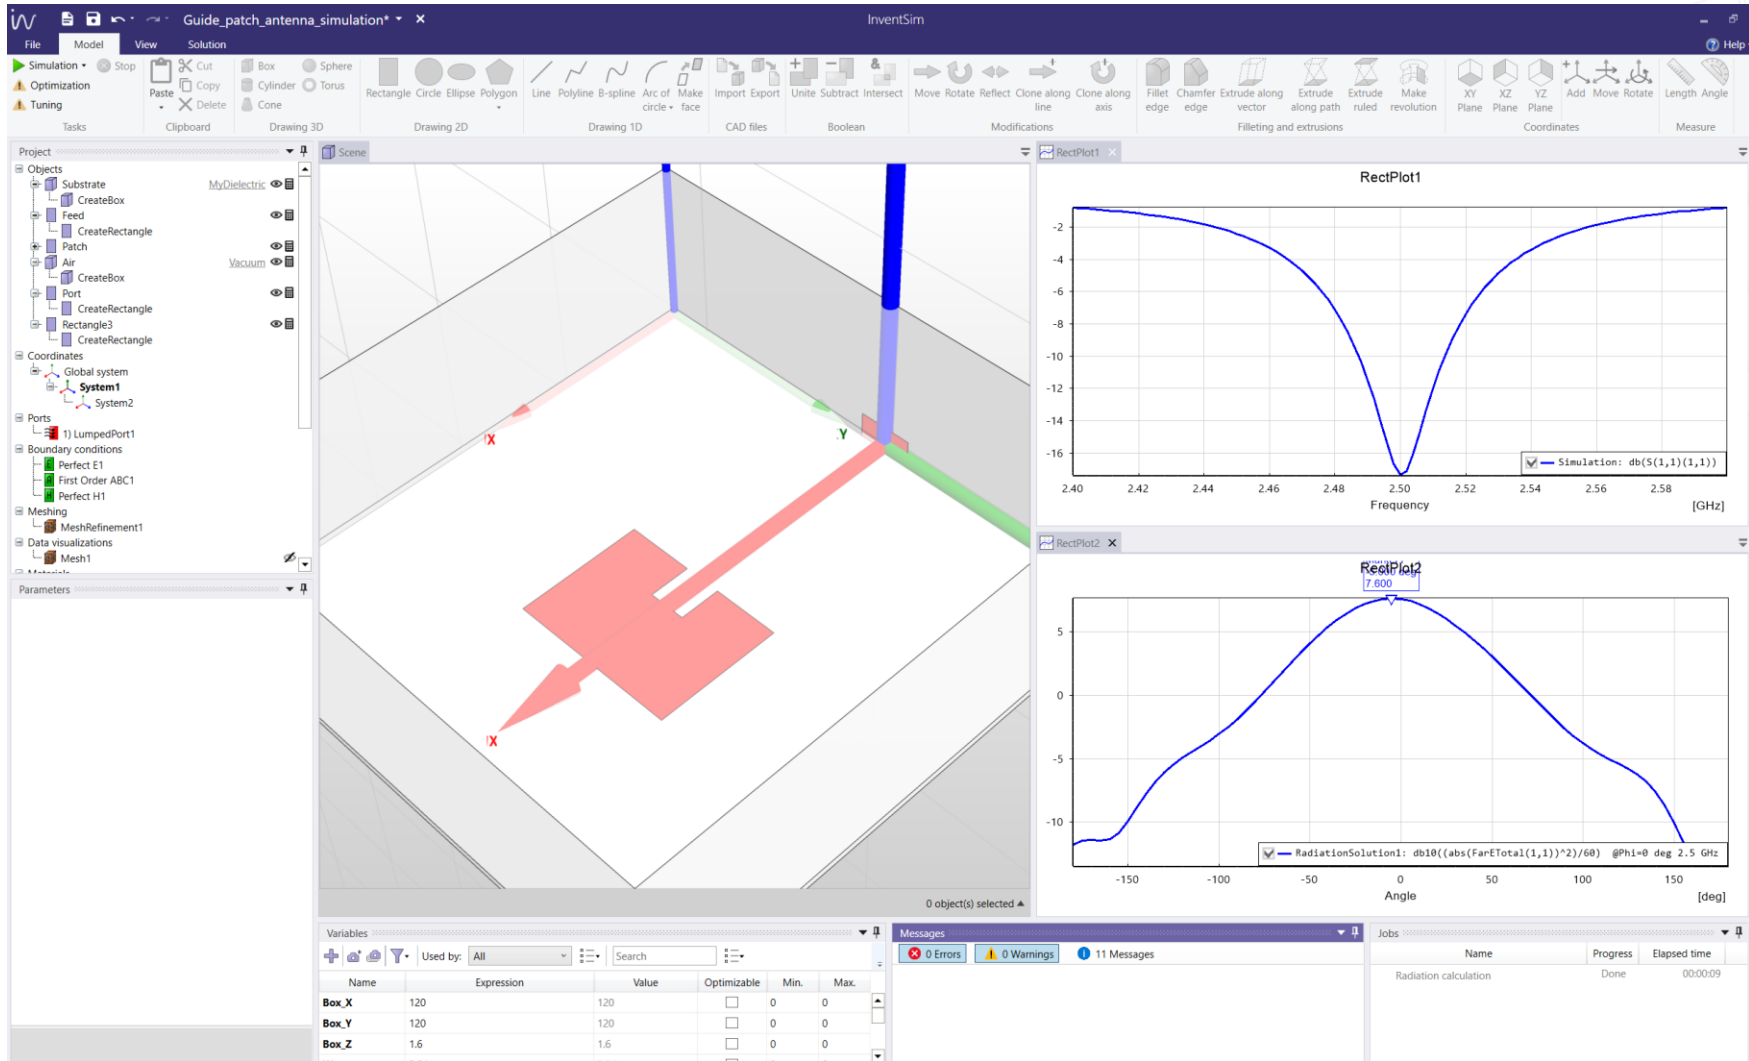 Guide_patch_antenna_simulation*
InventSim
File Model View Solution Help
Simulation Stop Cut Box Sphere
Optimization Copy Cylinder Torus
Tuning Paste Delete Cone
Rectangle Circle Ellipse Polygon Line Polyline B-spline Arc of circle Make face Import Export Unite Subtract Intersect Move Rotate Reflect Clone along line Clone along axis Fillet edge Chamfer edge Extrude along vector Extrude along path Extrude ruled Make revolution XY Plane XZ Plane YZ Plane Add Move Rotate Length Angle
Tasks Clipboard Drawing 3D Drawing 2D Drawing 1D CAD files Boolean Modifications Filleting and extrusions Coordinates Measure
Project
Objects
Substrate MyDielectric
CreateBox
Feed
CreateRectangle
Patch
Air Vacuum
CreateBox
Port
CreateRectangle
Rectangle3
CreateRectangle
Coordinates
Global system
System1
System2
Ports
1) LumpedPort1
Boundary conditions
Perfect E1
First Order ABC1
Perfect H1
Meshing
MeshRefinement1
Data visualizations
Mesh1
Materials
Parameters
Scene
X
Y
X
0 object(s) selected
RectPlot1
RectPlot1
-2
-4
-6
-8
-10
-12
-14
-16
Simulation: db(S(1,1)(1,1))
2.40 2.42 2.44 2.46 2.48 2.50 2.52 2.54 2.56 2.58
Frequency [GHz]
RectPlot2
RectPlot2
7.600
5
0
-5
-10
RadiationSolution1: db10((abs(FarETotal(1,1))^2)/60) @Phi=0 deg 2.5 GHz
-150 -100 -50 0 50 100 150
Angle [deg]
Variables
Used by: All Search
Name Expression Value Optimizable Min. Max.
Box_X 120 120 0 0
Box_Y 120 120 0 0
Box_Z 1.6 1.6 0 0
Messages
0 Errors 0 Warnings 11 Messages
Jobs
Name Progress Elapsed time
Radiation calculation Done 00:00:09